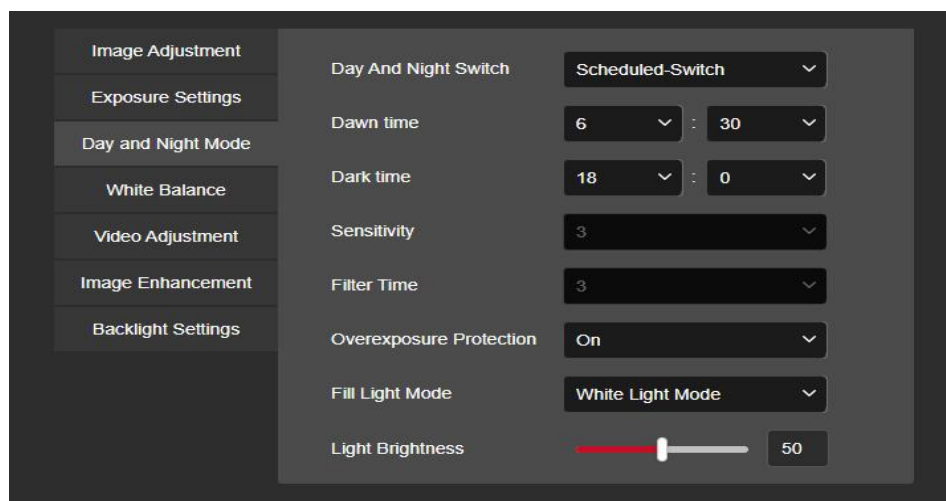 Image Adjustment
Exposure Settings
Day and Night Mode
White Balance
Video Adjustment
Image Enhancement
Backlight Settings
Day And Night Switch Scheduled-Switch
Dawn time 6 : 30
Dark time 18 : 0
Sensitivity 3
Filter Time 3
Overexposure Protection On
Fill Light Mode White Light Mode
Light Brightness 50